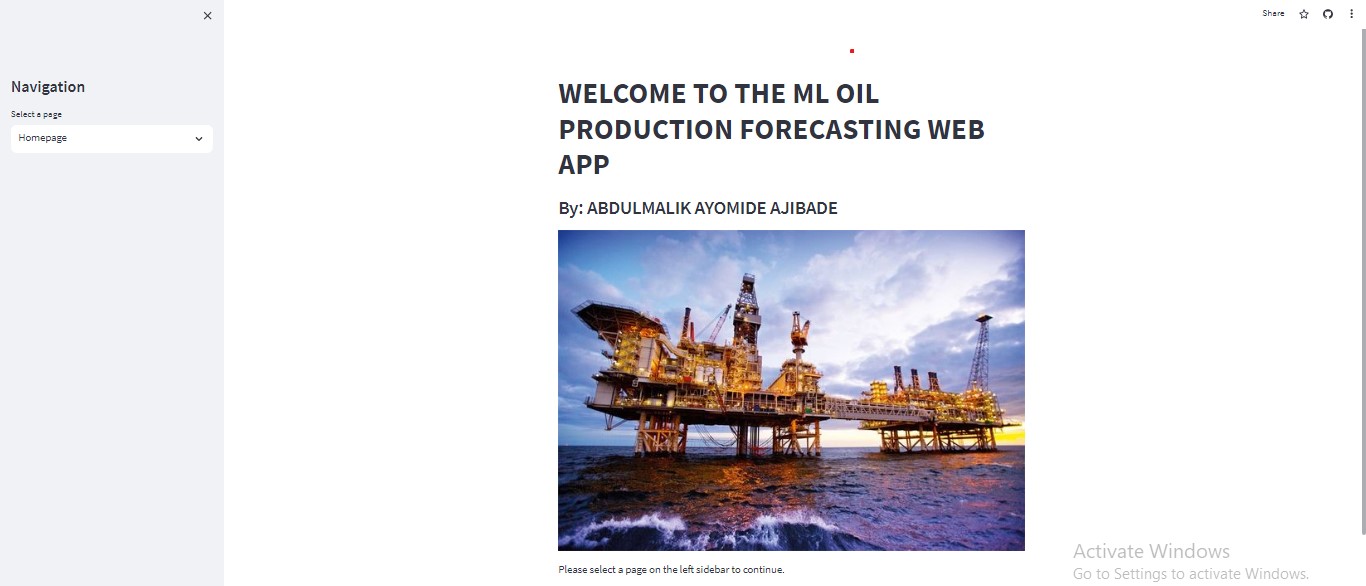 Share
Navigation
Select a page
Homepage
WELCOME TO THE ML OIL
PRODUCTION FORECASTING WEB
APP
By: ABDULMALIK AYOMIDE AJIBADE
Please select a page on the left sidebar to continue.
Activate Windows
Go to Settings to activate Windows.